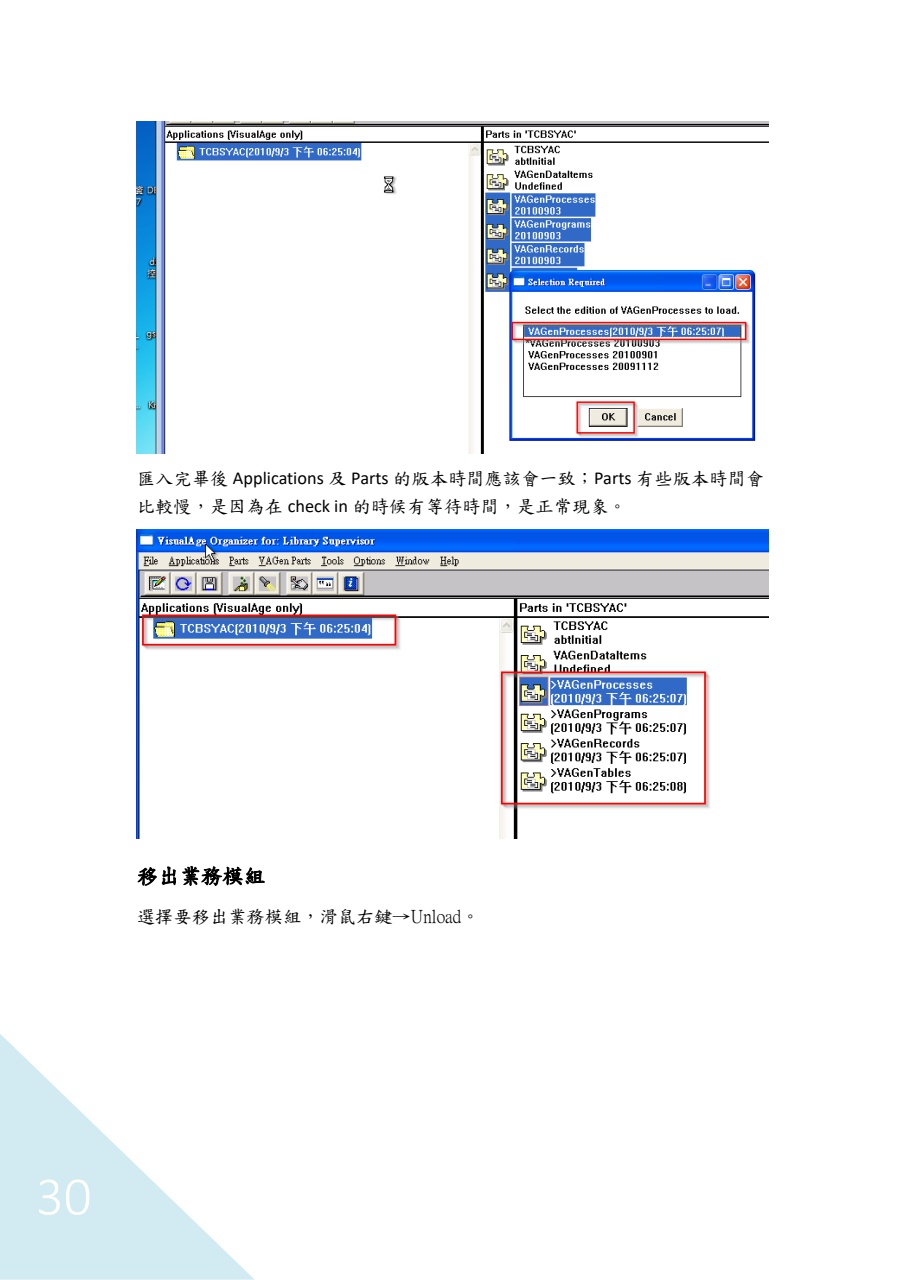 Applications (VisualAge only)
TCBSYAC(2010/9/3 下午 06:25:04)
Parts in 'TCBSYAC'
TCBSYAC
abtInitial
VAGenDataItems
Undefined
VAGenProcesses
20100903
VAGenPrograms
20100903
VAGenRecords
20100903
Selection Required
Select the edition of VAGenProcesses to load.
VAGenProcesses(2010/9/3 下午 06:25:07)
*VAGenProcesses 20100903
VAGenProcesses 20100901
VAGenProcesses 20091112
OK Cancel
匯入完畢後 Applications 及 Parts 的版本時間應該會一致；Parts 有些版本時間會
比較慢，是因為在 check in 的時候有等待時間，是正常現象。
VisualAge Organizer for: Library Supervisor
File Applications Parts VAGen Parts Tools Options Window Help
Applications (VisualAge only)
TCBSYAC(2010/9/3 下午 06:25:04)
Parts in 'TCBSYAC'
TCBSYAC
abtInitial
VAGenDataItems
Undefined
>VAGenProcesses
(2010/9/3 下午 06:25:07)
>VAGenPrograms
(2010/9/3 下午 06:25:07)
>VAGenRecords
(2010/9/3 下午 06:25:07)
>VAGenTables
(2010/9/3 下午 06:25:08)
移出業務模組
選擇要移出業務模組，滑鼠右鍵→Unload。
30